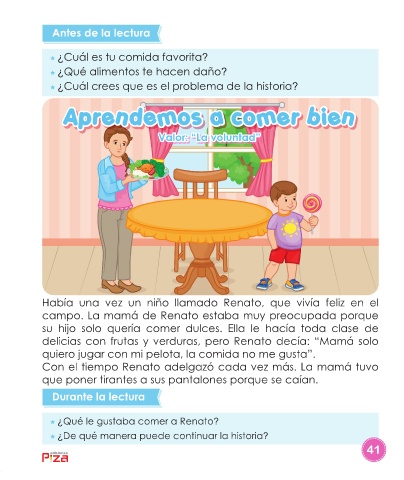 Antes de la lectura
¿Cuál es tu comida favorita?
¿Qué alimentos te hacen daño?
¿Cuál crees que es el problema de la historia?
Aprendemos a comer bien
Valor: "La voluntad"
Había una vez un niño llamado Renato, que vivía feliz en el
campo. La mamá de Renato estaba muy preocupada porque
su hijo solo quería comer dulces. Ella le hacía toda clase de
delicias con frutas y verduras, pero Renato decía: "Mamá solo
quiero jugar con mi pelota, la comida no me gusta".
Con el tiempo Renato adelgazó cada vez más. La mamá tuvo
que poner tirantes a sus pantalones porque se caían.
Durante la lectura
¿Qué le gustaba comer a Renato?
¿De qué manera puede continuar la historia?
41